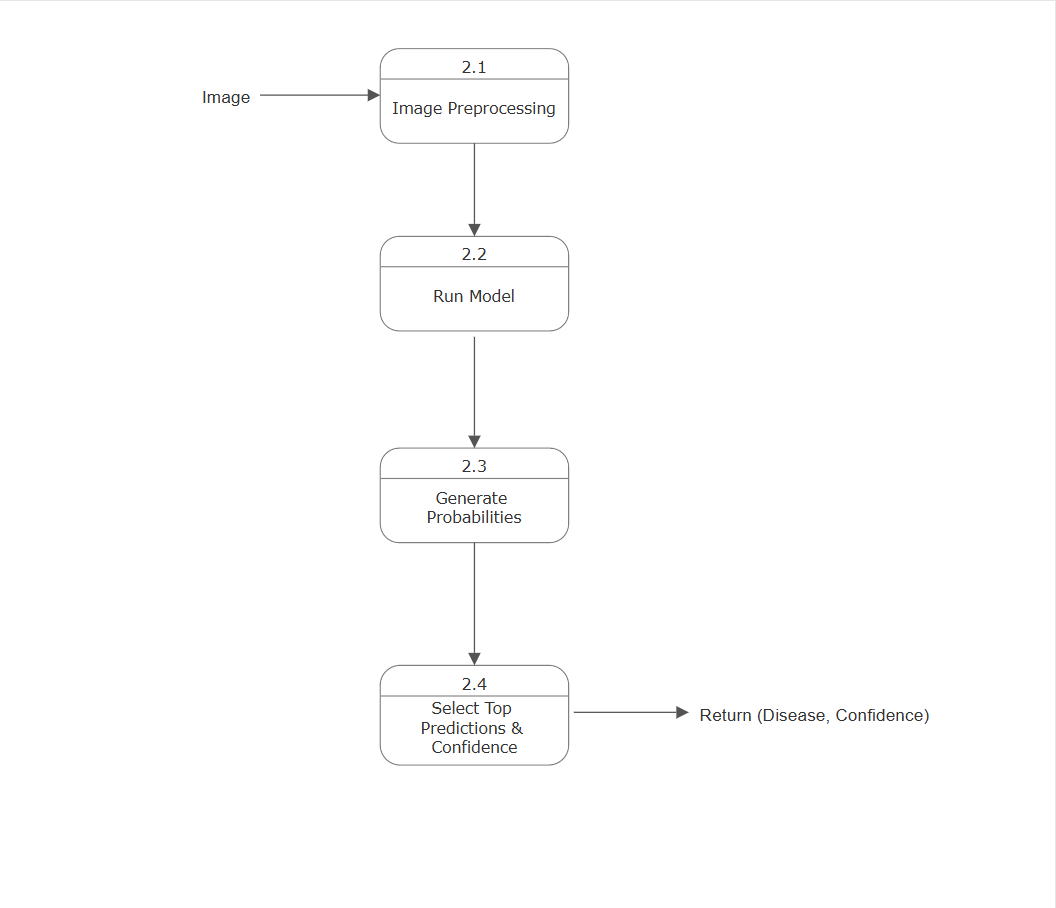 2.1
Image
Image Preprocessing
2.2
Run Model
2.3
Generate
Probabilities
2.4
Select Top
Predictions &
Confidence
Return (Disease, Confidence)